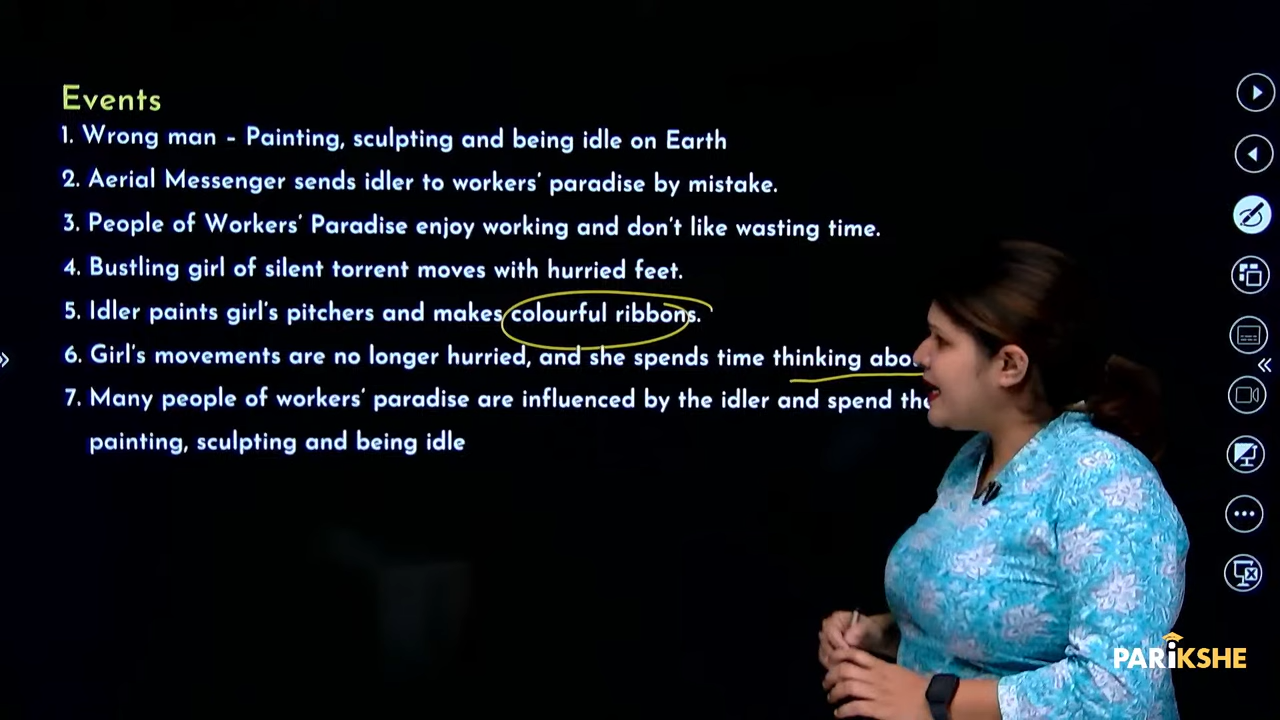 Events
1. Wrong man – Painting, sculpting and being idle on Earth
2. Aerial Messenger sends idler to workers' paradise by mistake.
3. People of Workers' Paradise enjoy working and don't like wasting time.
4. Bustling girl of silent torrent moves with hurried feet.
5. Idler paints girl's pitchers and makes colourful ribbons.
6. Girl's movements are no longer hurried, and she spends time thinking
7. Many people of workers' paradise are influenced by the idler and spend
painting, sculpting and being idle
PARiKSHE